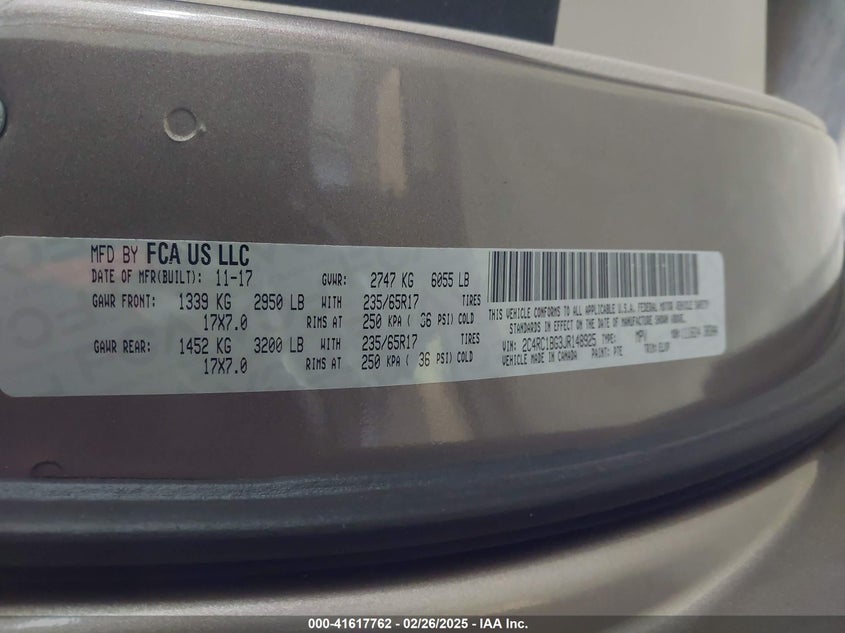 MFD BY FCA US LLC
DATE OF MFR(BUILT): 11-17 GVWR: 2747 KG 6055 LB
GAWR FRONT: 1339 KG 2950 LB WITH 235/65R17 TIRES
17X7.0 RIMS AT 250 KPA ( 36 PSI) COLD
GAWR REAR: 1452 KG 3200 LB WITH 235/65R17 TIRES
17X7.0 RIMS AT 250 KPA ( 36 PSI) COLD
THIS VEHICLE CONFORMS TO ALL APPLICABLE U.S.A. FEDERAL MOTOR VEHICLE SAFETY
STANDARDS IN EFFECT ON THE DATE OF MANUFACTURE SHOWN ABOVE.
VIN: 2C4RC1BG3JR148925 TYPE: MPV
VEHICLE MADE IN CANADA PAINT: PTE TRIM:
000-41617762 - 02/26/2025 - IAA Inc.